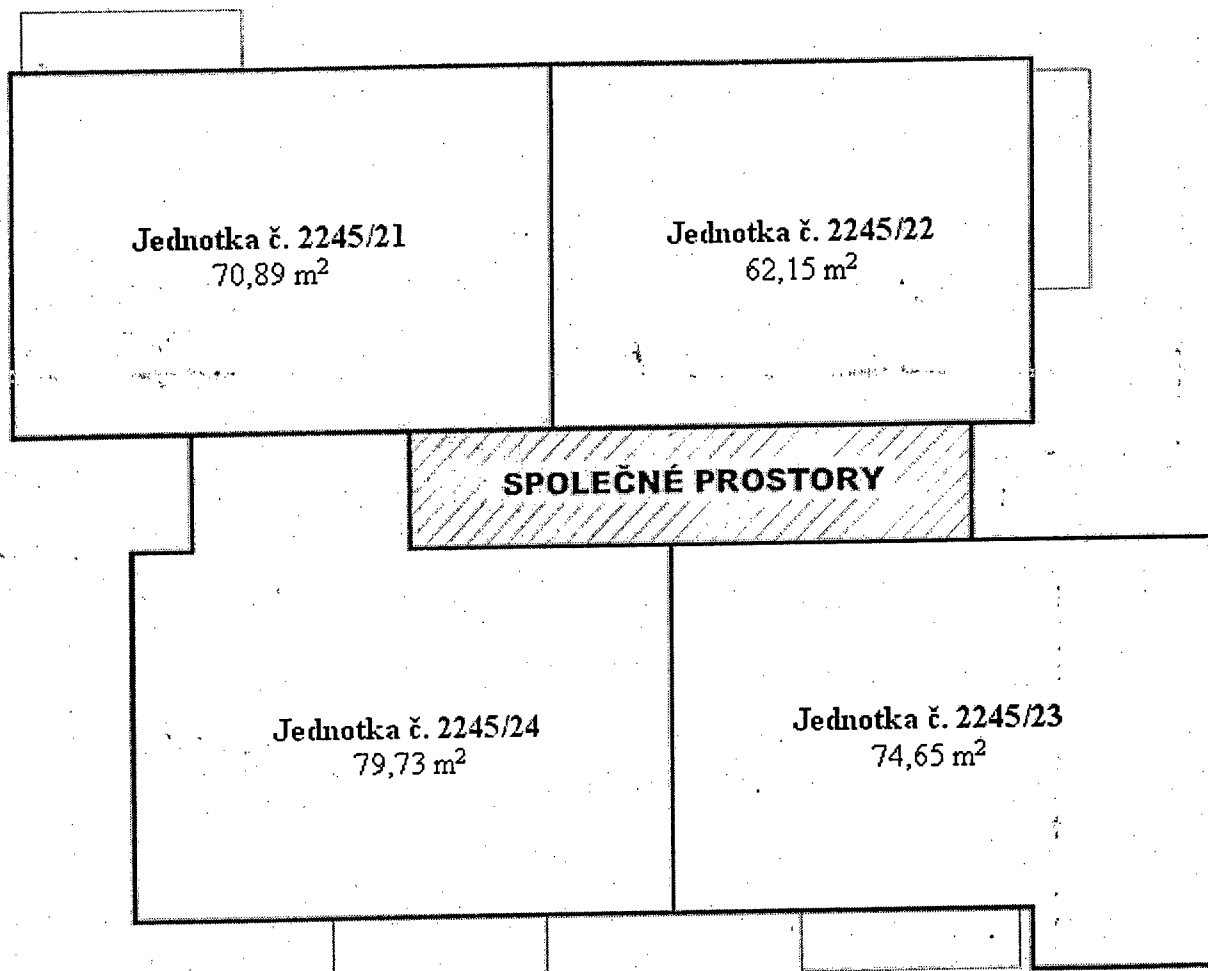 Jednotka č. 2245/21
70,89 m²
Jednotka č. 2245/22
62,15 m²
SPOLEČNÉ PROSTORY
Jednotka č. 2245/24
79,73 m²
Jednotka č. 2245/23
74,65 m²